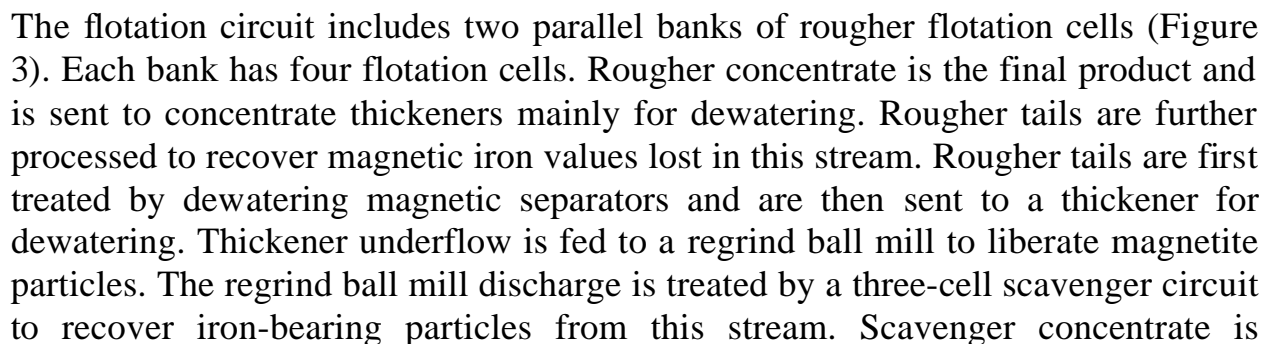 The flotation circuit includes two parallel banks of rougher flotation cells (Figure
3). Each bank has four flotation cells. Rougher concentrate is the final product and
is sent to concentrate thickeners mainly for dewatering. Rougher tails are further
processed to recover magnetic iron values lost in this stream. Rougher tails are first
treated by dewatering magnetic separators and are then sent to a thickener for
dewatering. Thickener underflow is fed to a regrind ball mill to liberate magnetite
particles. The regrind ball mill discharge is treated by a three-cell scavenger circuit
to recover iron-bearing particles from this stream. Scavenger concentrate is